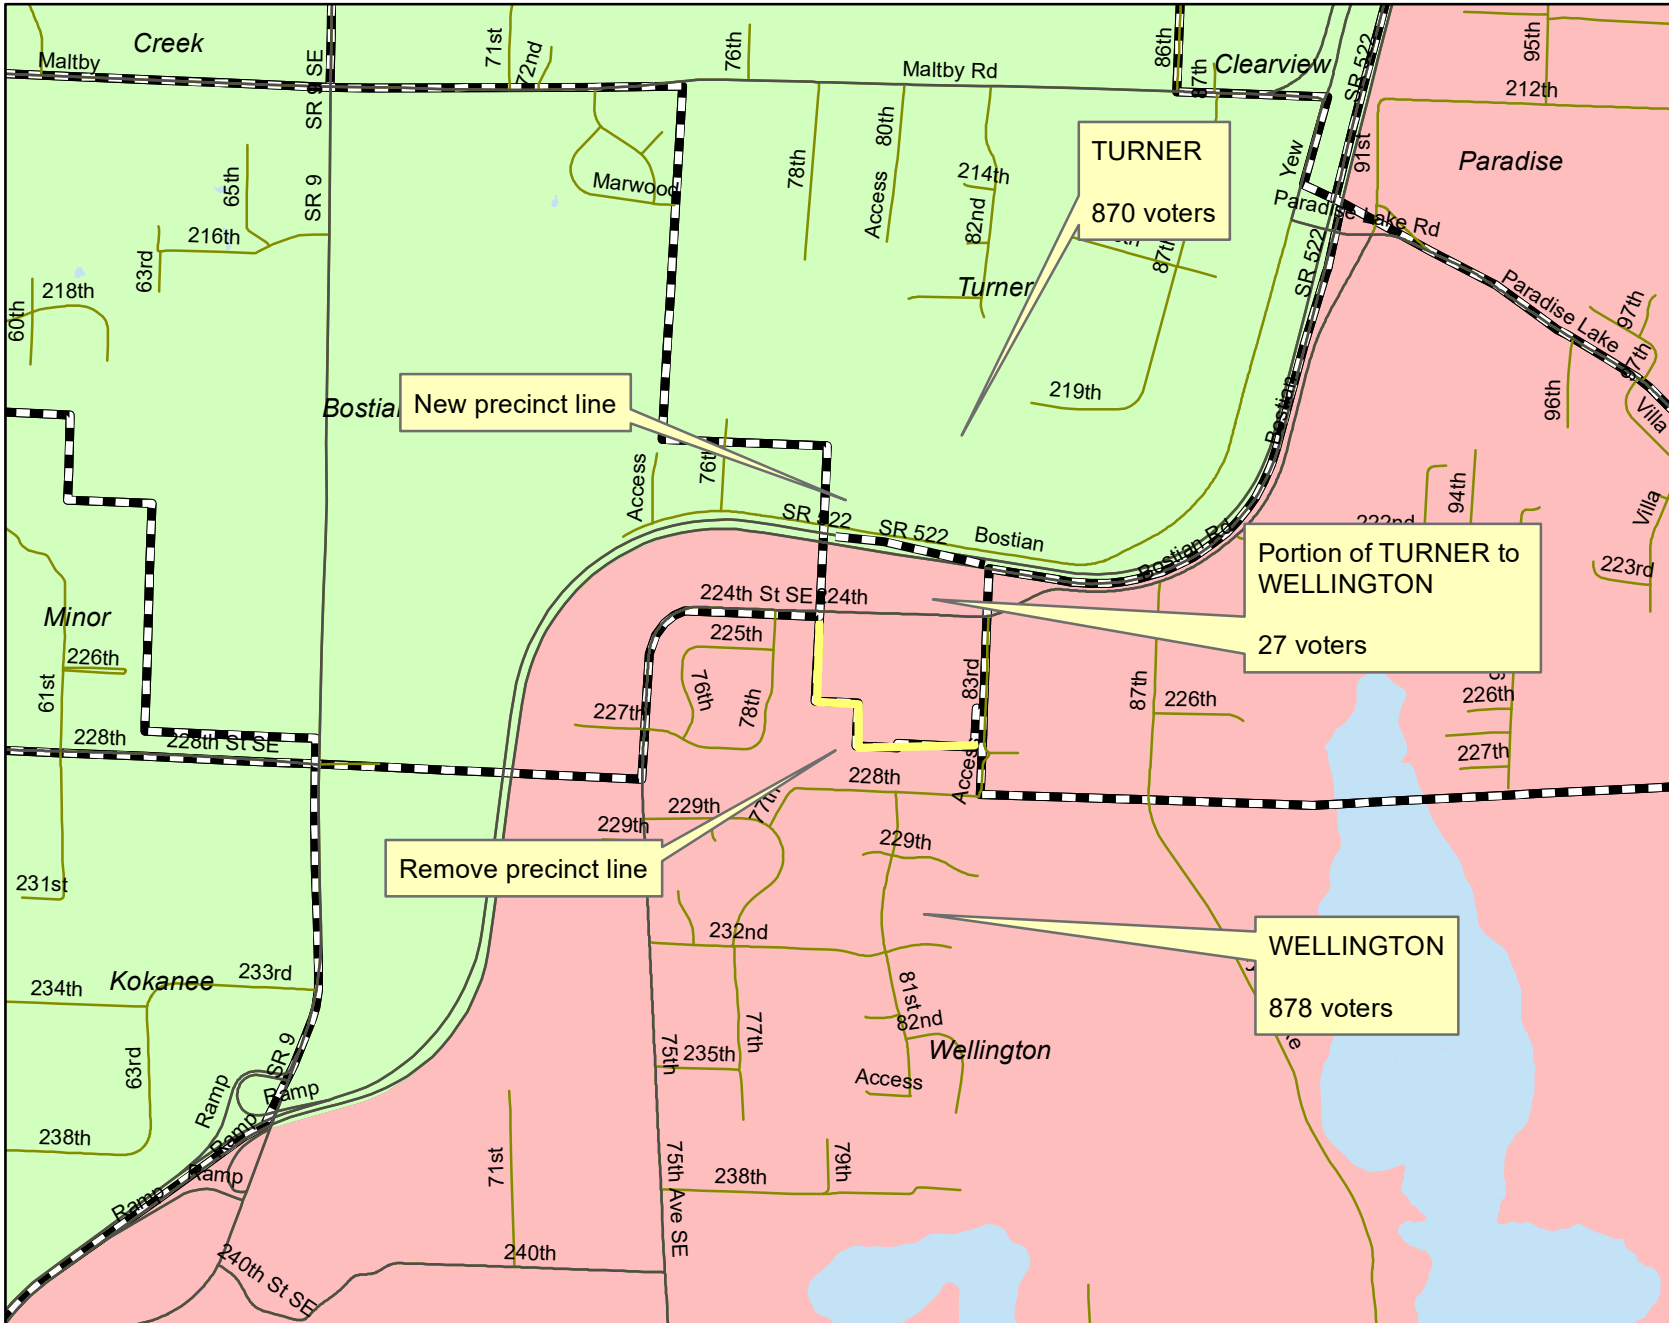 Creek
Maltby
SR 9 SE
SR 9
71st
72nd
76th
Maltby Rd
86th
87th
Clearview
SR 522
95th
212th
Paradise
91st
Yew
Paradise Lake Rd
TURNER
870 voters
65th
216th
63rd
SR 9
Marwood
78th
80th
Access
214th
82nd
87th
SR 522
Turner
Paradise Lake
97th
97th
Villa
96th
60th
218th
219th
Bostian
New precinct line
Access
76th
SR 522
SR 522
Bostian
Bostian Rd
222nd
94th
Villa
223rd
Portion of TURNER to
WELLINGTON
27 voters
224th St SE 224th
225th
76th
78th
227th
83rd
Access
87th
226th
226th
227th
Minor
226th
61st
228th
228th St SE
228th
229th
77th
229th
229th
Remove precinct line
231st
232nd
WELLINGTON
878 voters
234th
Kokanee
233rd
63rd
238th
SR 9
Ramp
Ramp
Ramp
Ramp
Ramp
81st
82nd
Wellington
Access
77th
75th
235th
71st
75th Ave SE
238th
79th
240th
240th St SE